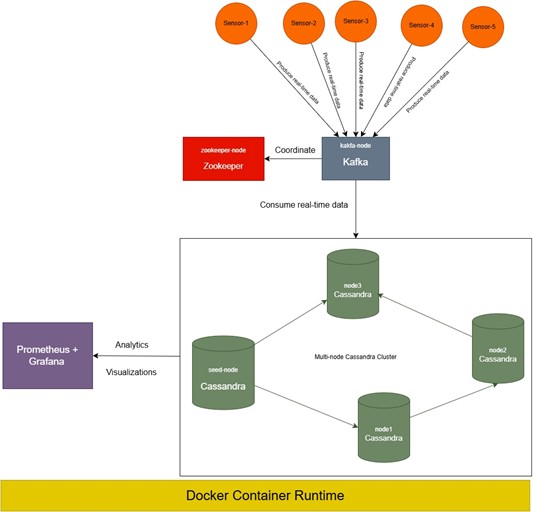 Sensor-1
Sensor-2
Sensor-3
Sensor-4
Sensor-5
Produce real-time data
Produce real-time data
Produce real-time data
Produce real-time data
Produce real-time data
zookeeper-node
Zookeeper
Coordinate
kakfa-node
Kafka
Consume real-time data
node3
Cassandra
Prometheus +
Grafana
Analytics
Visualizations
seed-node
Cassandra
Multi-node Cassandra Cluster
node2
Cassandra
node1
Cassandra
Docker Container Runtime